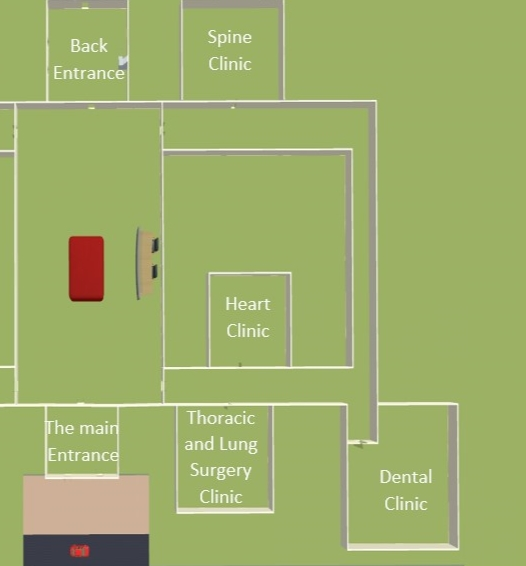 Back
Entrance
Spine
Clinic
Heart
Clinic
The main
Entrance
Thoracic
and Lung
Surgery
Clinic
Dental
Clinic